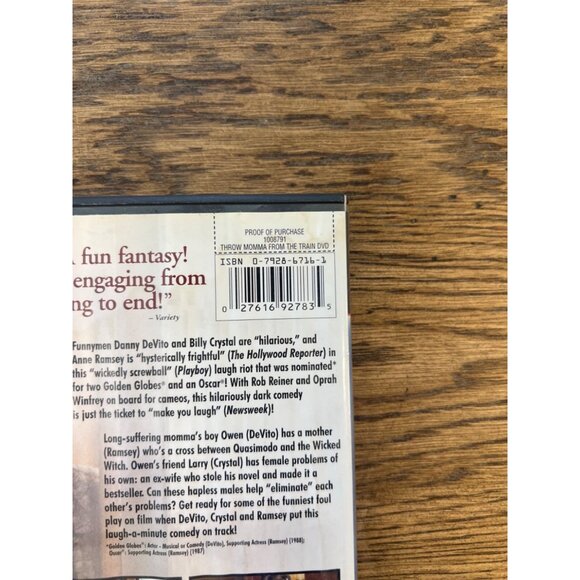 PROOF OF PURCHASE
1008791
THROW MOMMA FROM THE TRAIN DVD
ISBN 0-7928-6716-1
0 27616 92783 5
fun fantasy!
engaging from
ng to end!”
– Variety
Funnymen Danny DeVito and Billy Crystal are “hilarious,” and
Anne Ramsey is “hysterically frightful” (The Hollywood Reporter) in
this “wickedly screwball” (Playboy) laugh riot that was nominated*
for two Golden Globes® and an Oscar®! With Rob Reiner and Oprah
Winfrey on board for cameos, this hilariously dark comedy
is just the ticket to “make you laugh” (Newsweek)!
Long-suffering momma’s boy Owen (DeVito) has a mother
(Ramsey) who’s a cross between Quasimodo and the Wicked
Witch. Owen’s friend Larry (Crystal) has female problems of
his own: an ex-wife who stole his novel and made it a
bestseller. Can these hapless males help “eliminate” each
other’s problems? Get ready for some of the funniest foul
play on film when DeVito, Crystal and Ramsey put this
laugh-a-minute comedy on track!
*Golden Globes®: Actor - Musical or Comedy (DeVito), Supporting Actress (Ramsey) (1988);
Oscar®: Supporting Actress (Ramsey) (1987)